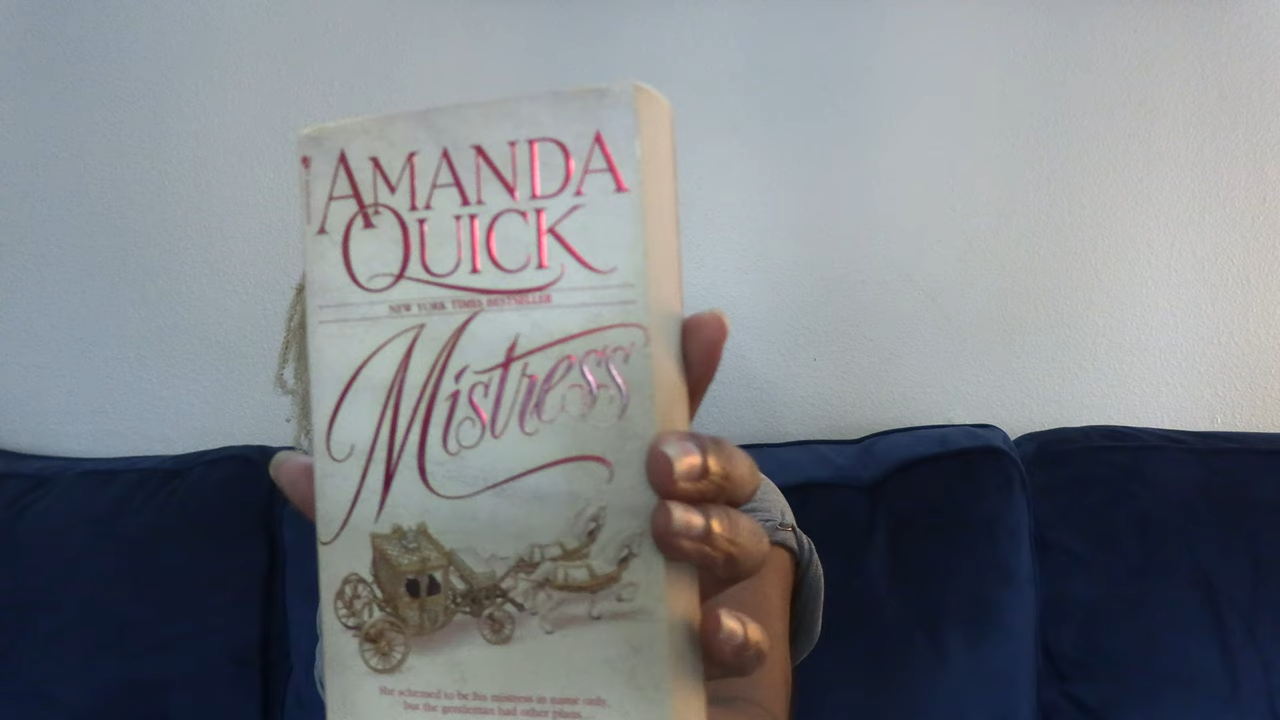 AMANDA
QUICK
NEW YORK TIMES BESTSELLER
Mistress
She schemed to be his mistress in name only,
but the gentleman had other plans....